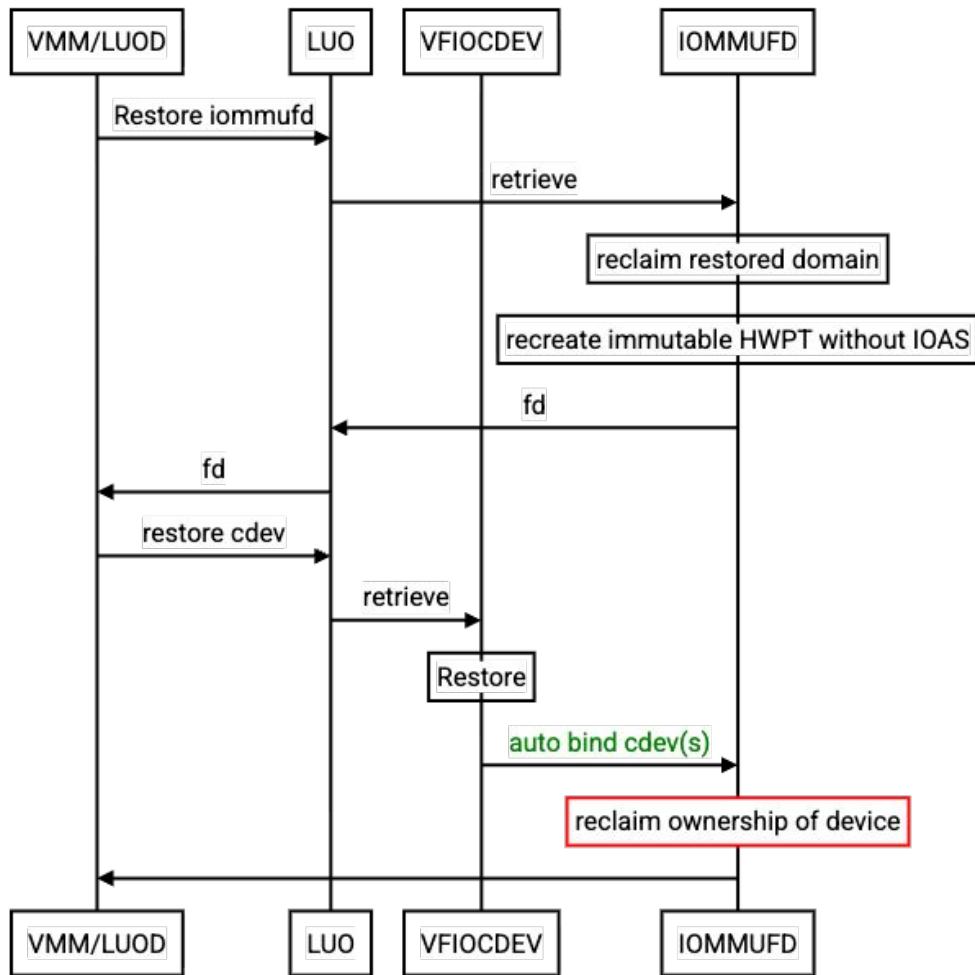 VMM/LUOD LUO VFIOCDEV IOMMUFD
Restore iommufd
retrieve
reclaim restored domain
recreate immutable HWPT without IOAS
fd
fd
restore cdev
retrieve
Restore
auto bind cdev(s)
reclaim ownership of device
VMM/LUOD LUO VFIOCDEV IOMMUFD